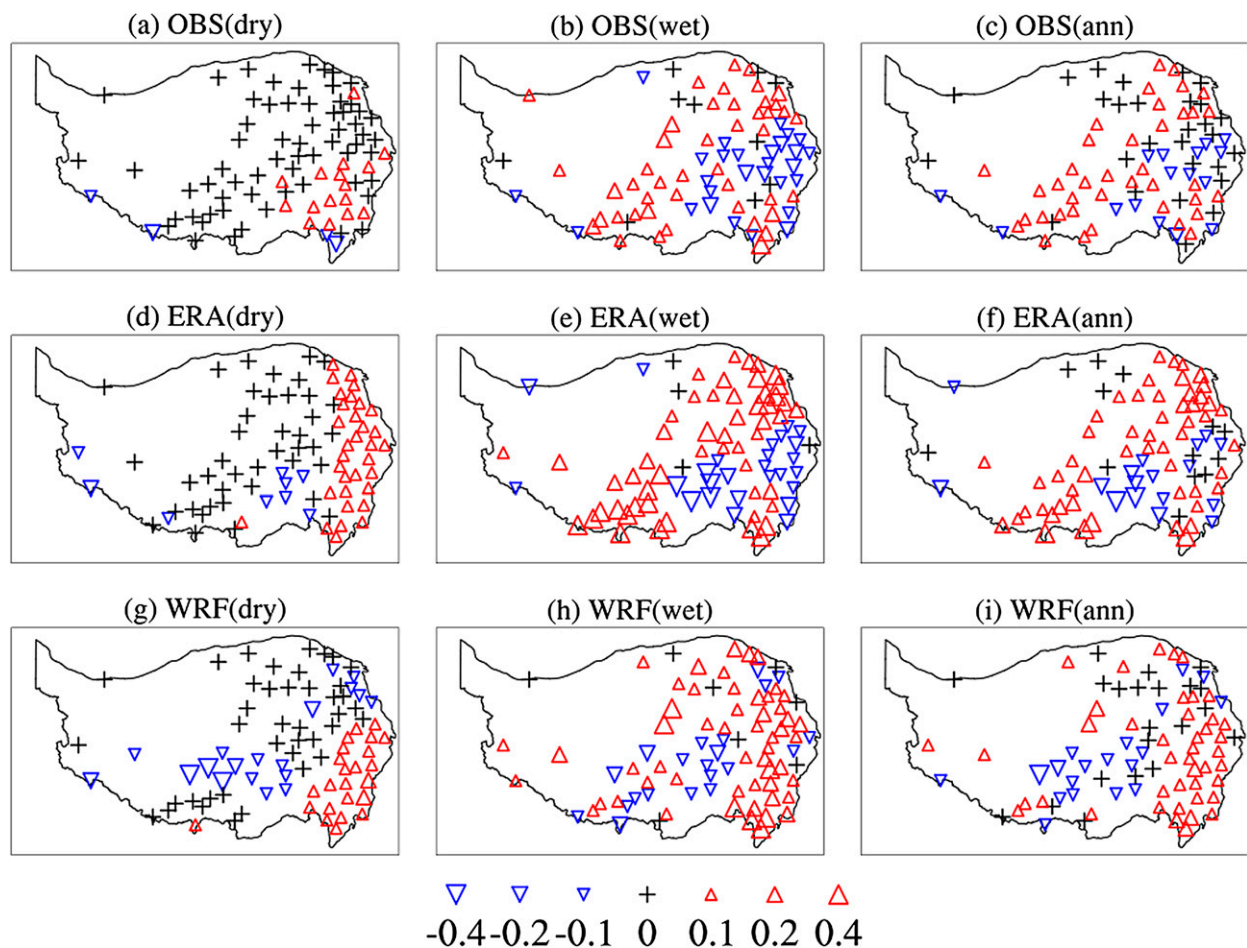 (a) OBS(dry) (b) OBS(wet) (c) OBS(ann)
(d) ERA(dry) (e) ERA(wet) (f) ERA(ann)
(g) WRF(dry) (h) WRF(wet) (i) WRF(ann)
-0.4 -0.2 -0.1 0 0.1 0.2 0.4